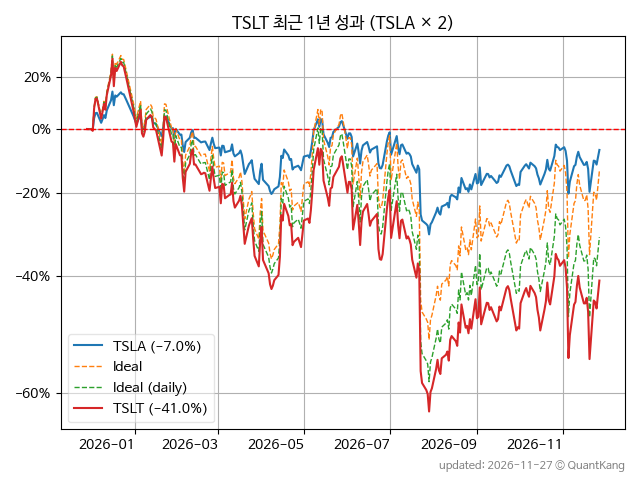 TSLT 최근 1년 성과 (TSLA × 2)
20%
0%
−20%
−40%
−60%
TSLA (−7.0%)
Ideal
Ideal (daily)
TSLT (−41.0%)
2026-01
2026-03
2026-05
2026-07
2026-09
2026-11
updated: 2026-11-27 © QuantKang